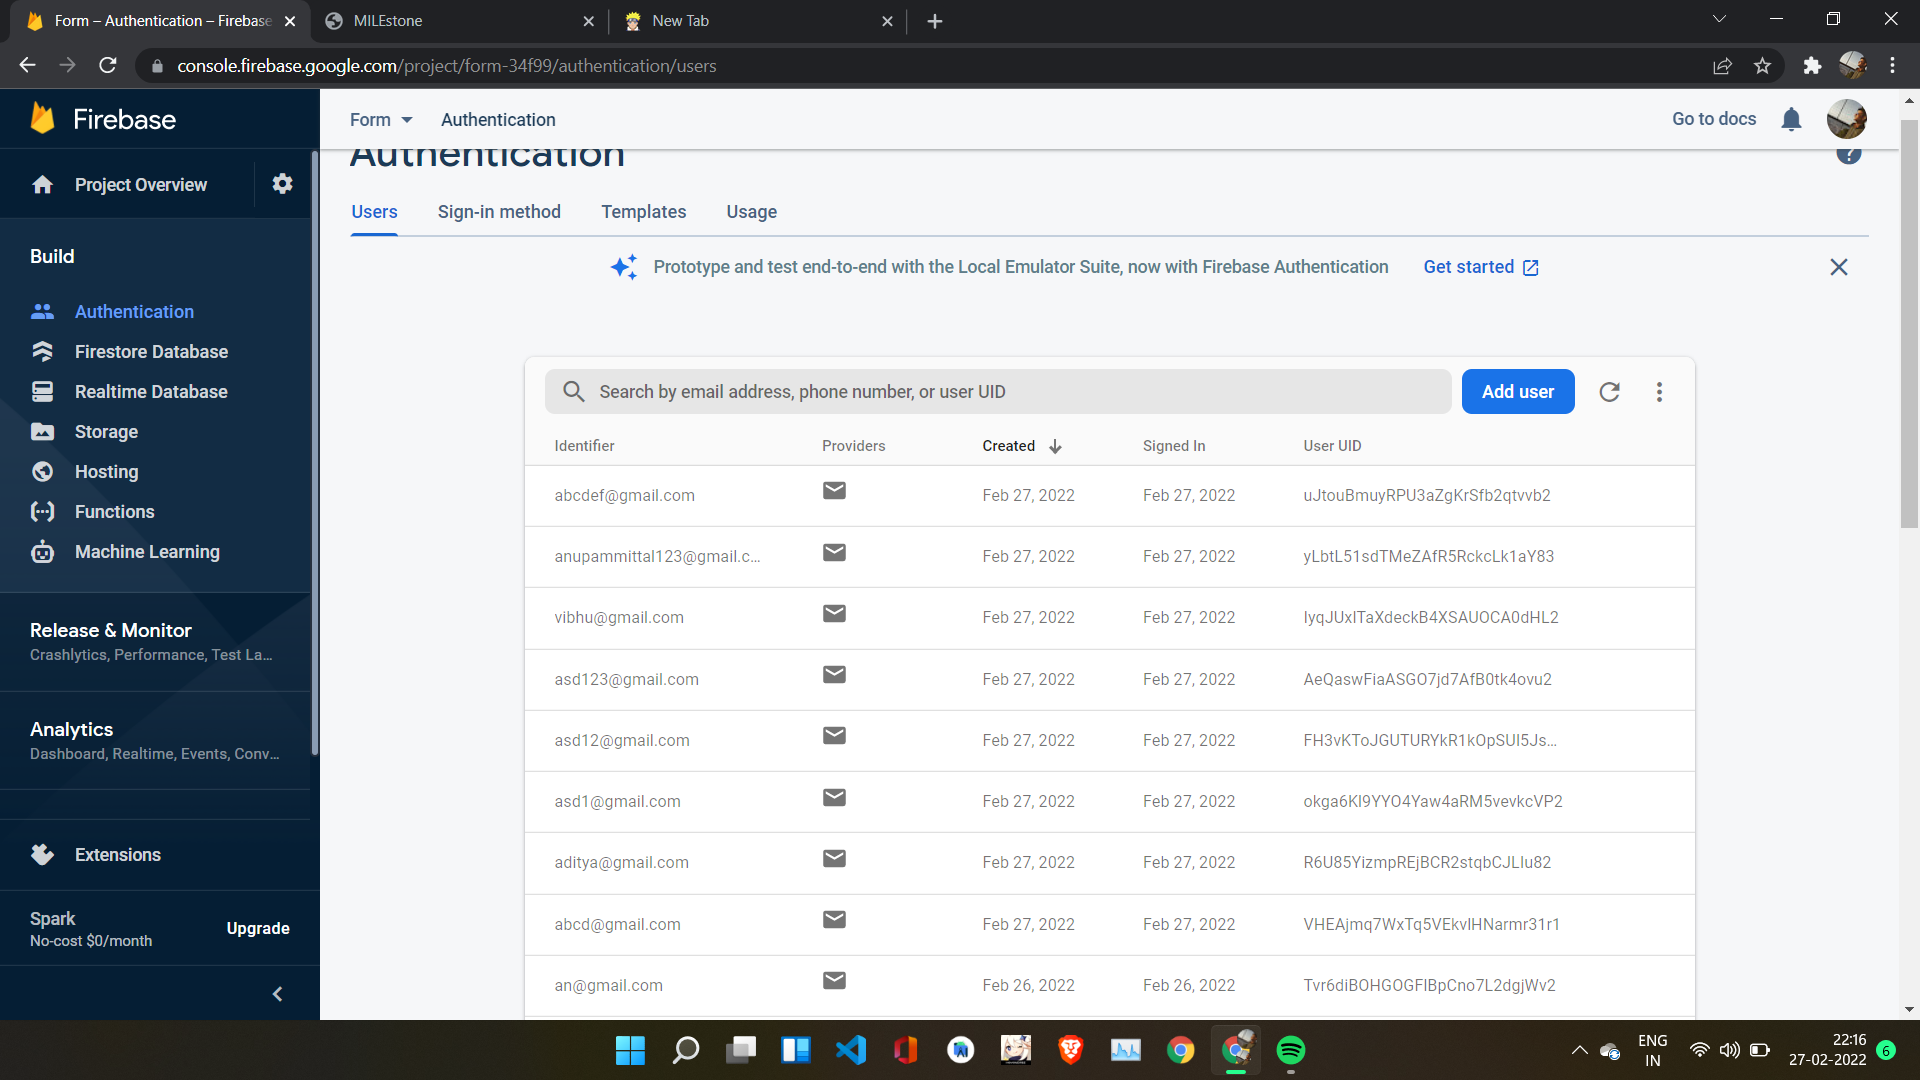 Form – Authentication – Firebase
MILEstone
New Tab
console.firebase.google.com/project/form-34f99/authentication/users
Firebase
Form
Authentication
Go to docs
Authentication
Project Overview
Users
Sign-in method
Templates
Usage
Build
Prototype and test end-to-end with the Local Emulator Suite, now with Firebase Authentication
Get started
Authentication
Firestore Database
Realtime Database
Storage
Hosting
Functions
Machine Learning
Release & Monitor
Crashlytics, Performance, Test La...
Analytics
Dashboard, Realtime, Events, Conv...
Extensions
Spark
No-cost $0/month
Upgrade
Search by email address, phone number, or user UID
Add user
Identifier Providers Created Signed In User UID
abcdef@gmail.com Feb 27, 2022 Feb 27, 2022 uJtouBmuyRPU3aZgKrSfb2qtvvb2
anupammittal123@gmail.c... Feb 27, 2022 Feb 27, 2022 yLbtL51sdTMeZAfR5RckcLk1aY83
vibhu@gmail.com Feb 27, 2022 Feb 27, 2022 IyqJUxITaXdeckB4XSAUOCA0dHL2
asd123@gmail.com Feb 27, 2022 Feb 27, 2022 AeQaswFiaASGO7jd7AfB0tk4ovu2
asd12@gmail.com Feb 27, 2022 Feb 27, 2022 FH3vKToJGUTURYkR1kOpSUI5Js...
asd1@gmail.com Feb 27, 2022 Feb 27, 2022 okga6Kl9YYO4Yaw4aRM5vevkcVP2
aditya@gmail.com Feb 27, 2022 Feb 27, 2022 R6U85YizmpREjBCR2stqbCJLIu82
abcd@gmail.com Feb 27, 2022 Feb 27, 2022 VHEAjmq7WxTq5VEkvlHNarmr31r1
an@gmail.com Feb 26, 2022 Feb 26, 2022 Tvr6diBOHGOGFlBpCno7L2dgjWv2
ENG
IN
22:16
27-02-2022
6